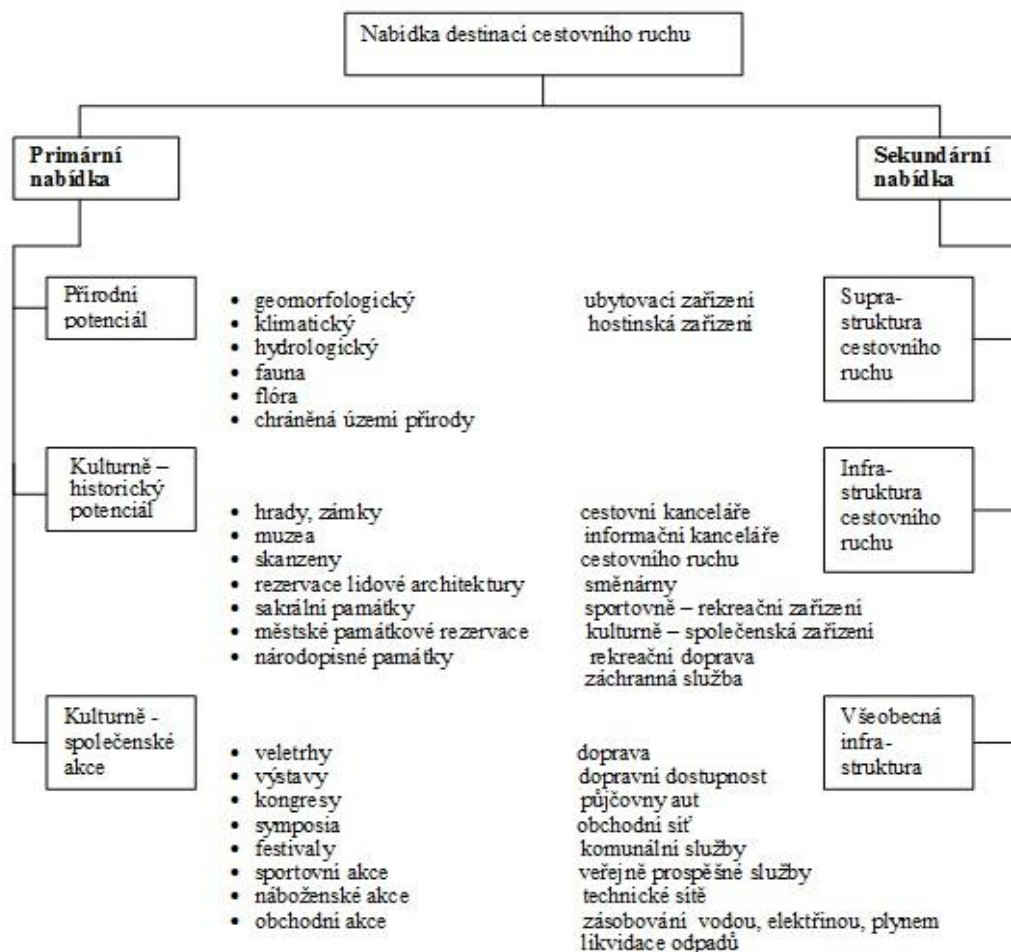 Nabídka destinací cestovního ruchu
Primární
nabídka
Sekundární
nabídka
Přírodní
potenciál
• geomorfologický
• klimatický
• hydrologický
• fauna
• flóra
• chráněná území přírody
ubytovací zařízení
hostinská zařízení
Supra-
struktura
cestovního
ruchu
Kulturně –
historický
potenciál
• hrady, zámky
• muzea
• skanzeny
• rezervace lidové architektury
• sakrální památky
• městské památkové rezervace
• národopisné památky
cestovní kanceláře
informační kanceláře
cestovního ruchu
směnárny
sportovně – rekreační zařízení
kulturně – společenská zařízení
rekreační doprava
záchranná služba
Infra-
struktura
cestovního
ruchu
Kulturně -
společenské
akce
• veletrhy
• výstavy
• kongresy
• symposia
• festivaly
• sportovní akce
• náboženské akce
• obchodní akce
doprava
dopravní dostupnost
půjčovny aut
obchodní síť
komunální služby
veřejně prospěšné služby
technické sítě
zásobování vodou, elektřinou, plynem
likvidace odpadů
Všeobecná
infra-
struktura